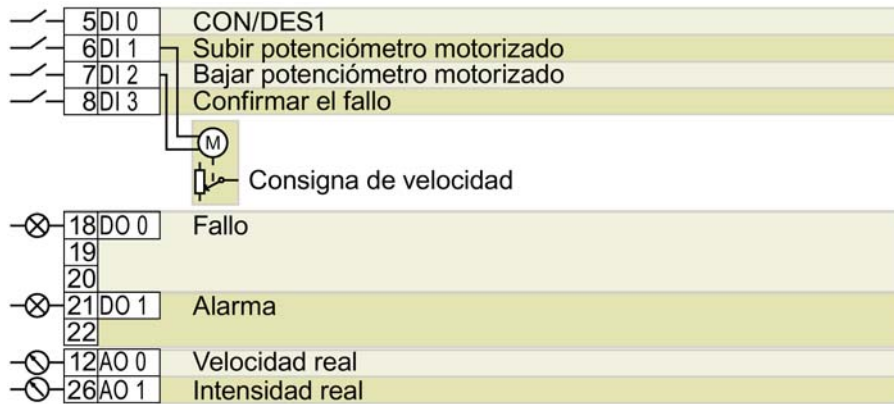 5 DI 0 CON/DES1
6 DI 1 Subir potenciómetro motorizado
7 DI 2 Bajar potenciómetro motorizado
8 DI 3 Confirmar el fallo
M
Consigna de velocidad
18 DO 0 Fallo
19
20
21 DO 1 Alarma
22
12 AO 0 Velocidad real
26 AO 1 Intensidad real